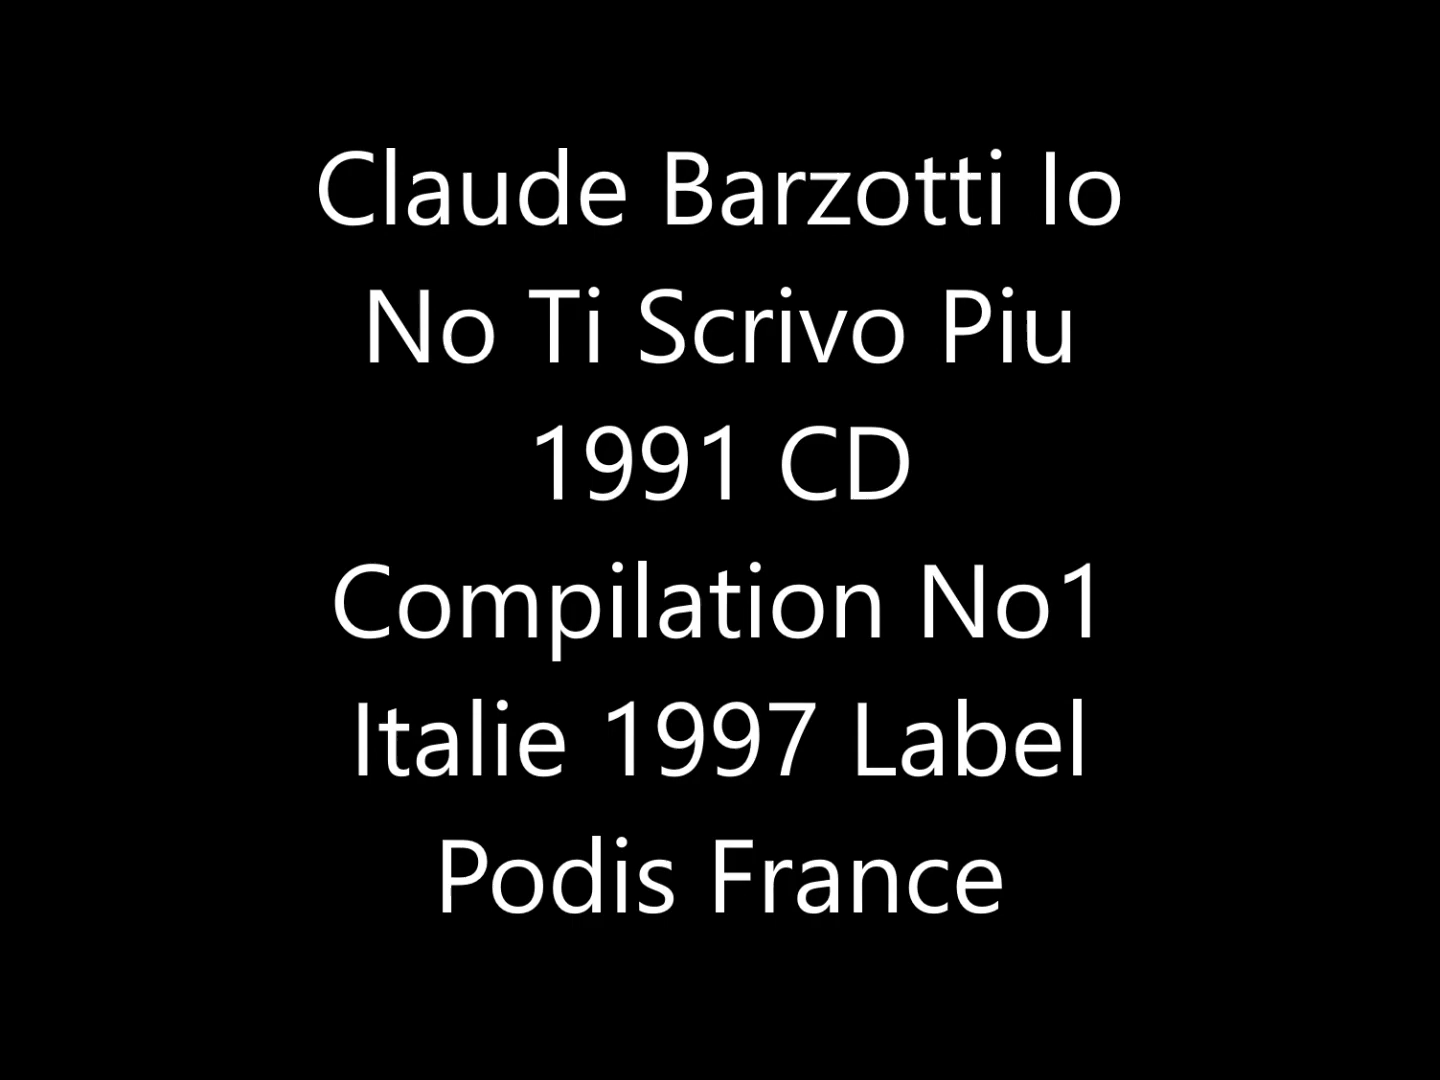 Claude Barzotti Io
No Ti Scrivo Piu
1991 CD
Compilation No1
Italie 1997 Label
Podis France